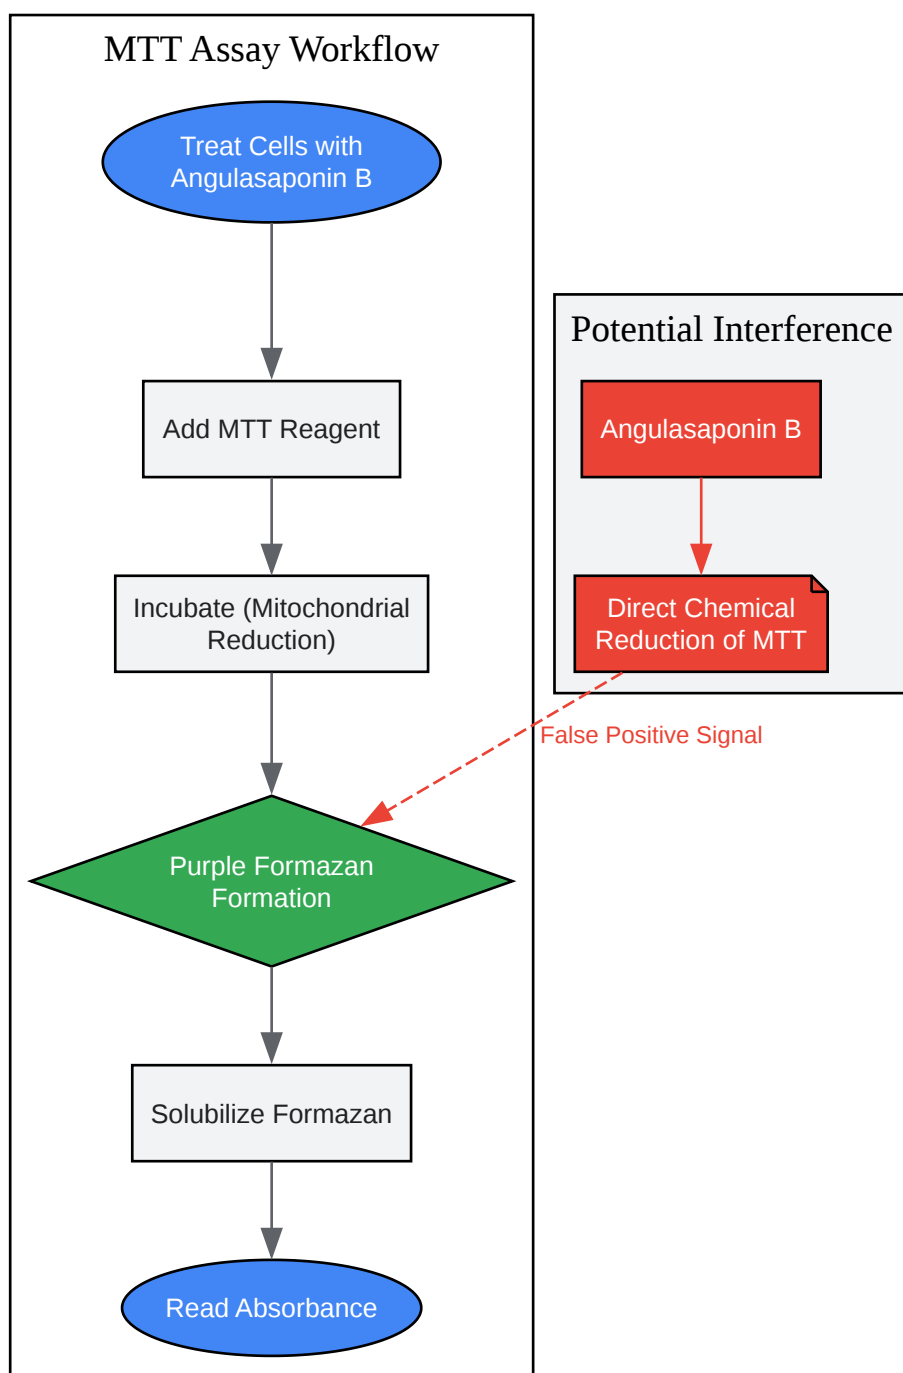 MTT Assay Workflow
Treat Cells with
Angulasaponin B
Add MTT Reagent
Incubate (Mitochondrial
Reduction)
Purple Formazan
Formation
Solubilize Formazan
Read Absorbance
Potential Interference
Angulasaponin B
Direct Chemical
Reduction of MTT
False Positive Signal